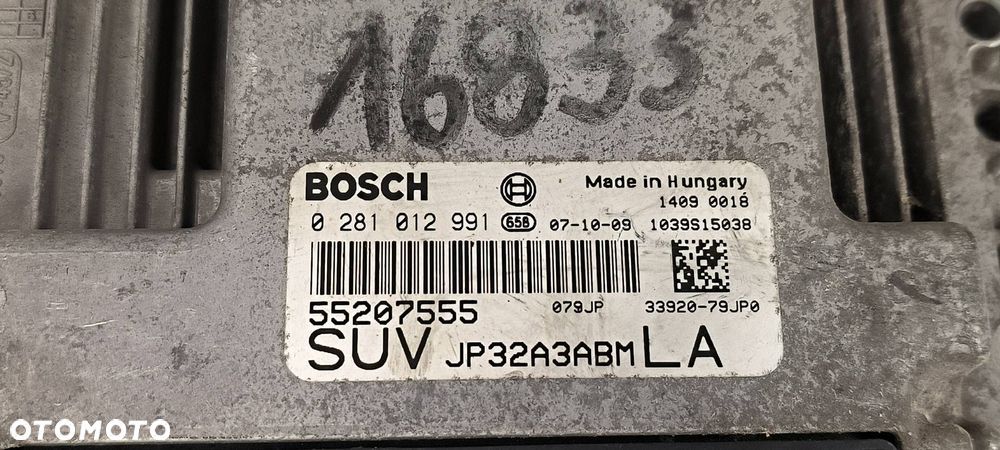 16833
BOSCH
Made in Hungary
1409 0018
0 281 012 991 658 07-10-09 1039S15038
55207555
079JP 33920-79JP0
SUV JP32A3ABM LA
OTOMOTO